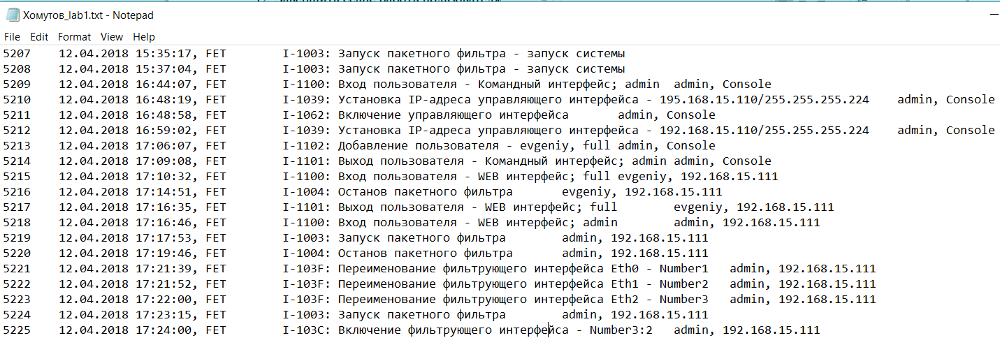 Хомутов_lab1.txt - Notepad
File Edit Format View Help
5207 12.04.2018 15:35:17, FET I-1003: Запуск пакетного фильтра - запуск системы
5208 12.04.2018 15:37:04, FET I-1003: Запуск пакетного фильтра - запуск системы
5209 12.04.2018 16:44:07, FET I-1100: Вход пользователя - Командный интерфейс; admin admin, Console
5210 12.04.2018 16:48:19, FET I-1039: Установка IP-адреса управляющего интерфейса - 195.168.15.110/255.255.255.224 admin, Console
5211 12.04.2018 16:48:58, FET I-1062: Включение управляющего интерфейса admin, Console
5212 12.04.2018 16:59:02, FET I-1039: Установка IP-адреса управляющего интерфейса - 192.168.15.110/255.255.255.224 admin, Console
5213 12.04.2018 17:06:07, FET I-1102: Добавление пользователя - evgeniy, full admin, Console
5214 12.04.2018 17:09:08, FET I-1101: Выход пользователя - Командный интерфейс; admin admin, Console
5215 12.04.2018 17:10:32, FET I-1100: Вход пользователя - WEB интерфейс; full evgeniy, 192.168.15.111
5216 12.04.2018 17:14:51, FET I-1004: Останов пакетного фильтра evgeniy, 192.168.15.111
5217 12.04.2018 17:16:35, FET I-1101: Выход пользователя - WEB интерфейс; full evgeniy, 192.168.15.111
5218 12.04.2018 17:16:46, FET I-1100: Вход пользователя - WEB интерфейс; admin admin, 192.168.15.111
5219 12.04.2018 17:17:53, FET I-1003: Запуск пакетного фильтра admin, 192.168.15.111
5220 12.04.2018 17:19:46, FET I-1004: Останов пакетного фильтра admin, 192.168.15.111
5221 12.04.2018 17:21:39, FET I-103F: Переименование фильтрующего интерфейса Eth0 - Number1 admin, 192.168.15.111
5222 12.04.2018 17:21:52, FET I-103F: Переименование фильтрующего интерфейса Eth1 - Number2 admin, 192.168.15.111
5223 12.04.2018 17:22:00, FET I-103F: Переименование фильтрующего интерфейса Eth2 - Number3 admin, 192.168.15.111
5224 12.04.2018 17:23:15, FET I-1003: Запуск пакетного фильтра admin, 192.168.15.111
5225 12.04.2018 17:24:00, FET I-103C: Включение фильтрующего интерфейса - Number3:2 admin, 192.168.15.111